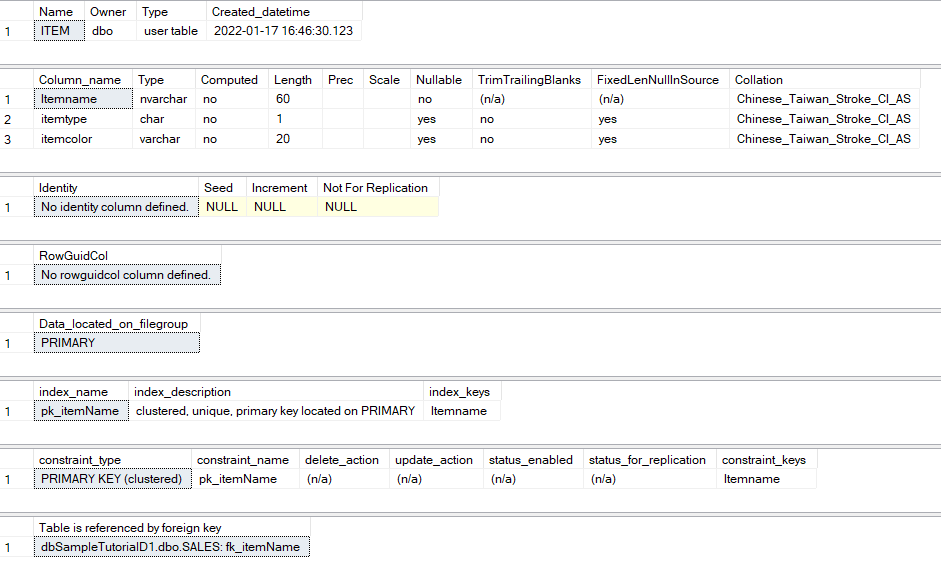 Name Owner Type Created_datetime
1 ITEM dbo user table 2022-01-17 16:46:30.123
Column_name Type Computed Length Prec Scale Nullable TrimTrailingBlanks FixedLenNullInSource Collation
1 Itemname nvarchar no 60 no (n/a) (n/a) Chinese_Taiwan_Stroke_CI_AS
2 itemtype char no 1 yes no yes Chinese_Taiwan_Stroke_CI_AS
3 itemcolor varchar no 20 yes no yes Chinese_Taiwan_Stroke_CI_AS
Identity Seed Increment Not For Replication
1 No identity column defined. NULL NULL NULL
RowGuidCol
1 No rowguidcol column defined.
Data_located_on_filegroup
1 PRIMARY
index_name index_description index_keys
1 pk_itemName clustered, unique, primary key located on PRIMARY Itemname
constraint_type constraint_name delete_action update_action status_enabled status_for_replication constraint_keys
1 PRIMARY KEY (clustered) pk_itemName (n/a) (n/a) (n/a) (n/a) Itemname
Table is referenced by foreign key
1 dbSampleTutorialD1.dbo.SALES: fk_itemName